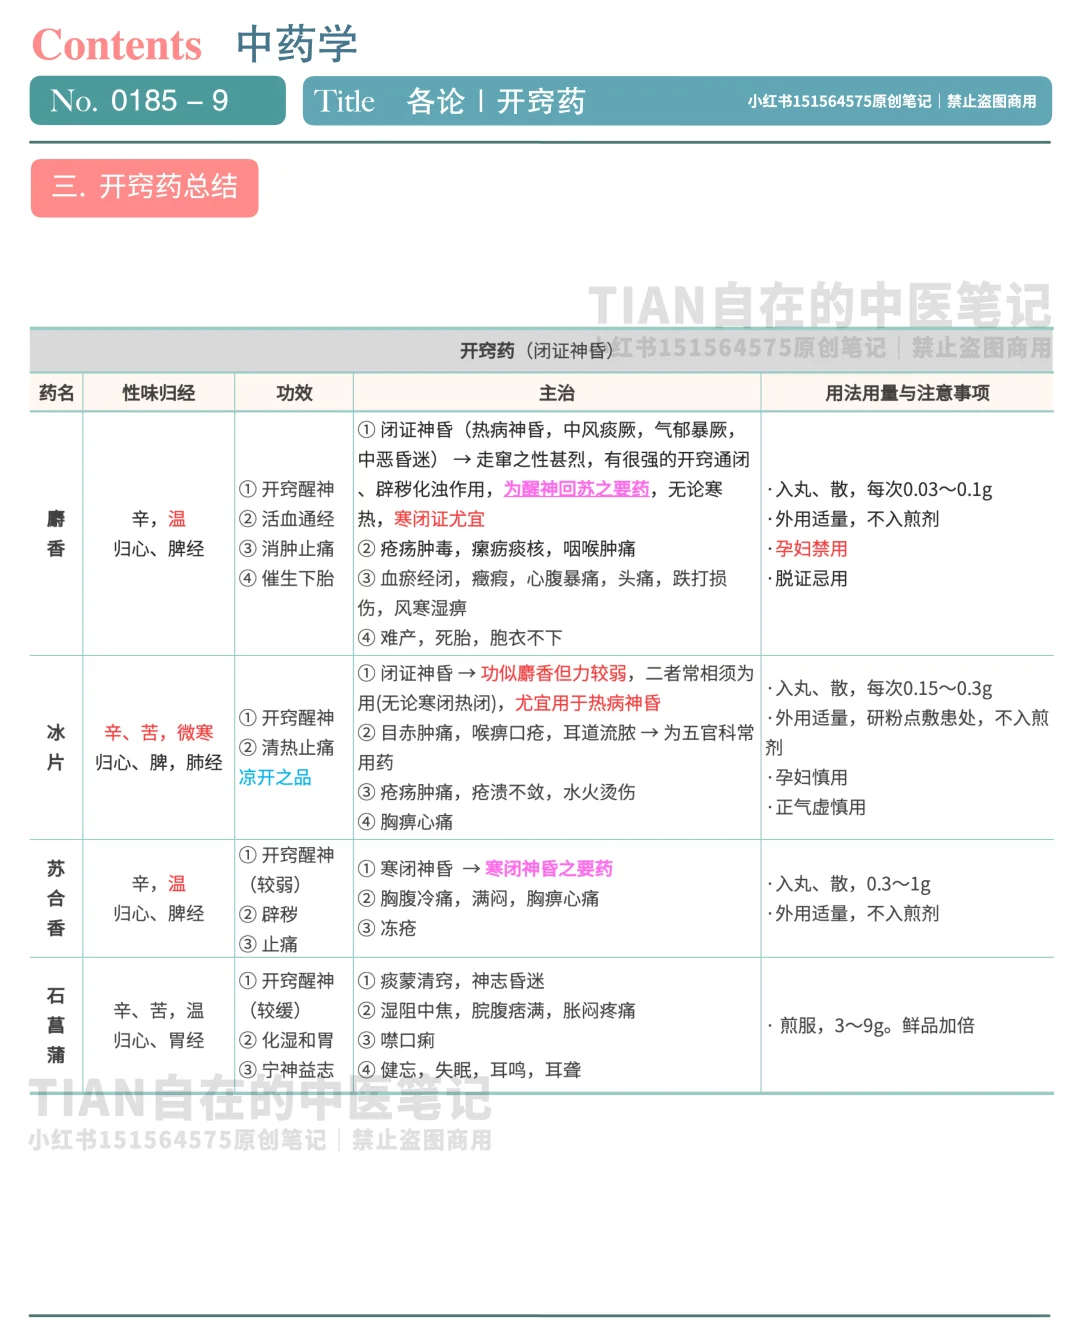 Contents 中药学
No. 0185 – 9
Title 各论 | 开窍药 小红书151564575原创笔记｜禁止盗图商用
三. 开窍药总结
TIAN自在的中医笔记
小红书151564575原创笔记｜禁止盗图商用
开窍药（闭证神昏）
药名 性味归经 功效 主治 用法用量与注意事项
麝香
辛，温
归心、脾经
① 开窍醒神
② 活血通经
③ 消肿止痛
④ 催生下胎
① 闭证神昏（热病神昏，中风痰厥，气郁暴厥，
中恶昏迷） → 走窜之性甚烈，有很强的开窍通闭
、辟秽化浊作用，为醒神回苏之要药，无论寒
热，寒闭证尤宜
② 疮疡肿毒，瘰疬痰核，咽喉肿痛
③ 血瘀经闭，癥瘕，心腹暴痛，头痛，跌打损
伤，风寒湿痹
④ 难产，死胎，胞衣不下
·入丸、散，每次0.03～0.1g
·外用适量，不入煎剂
·孕妇禁用
·脱证忌用
冰片
辛、苦，微寒
归心、脾，肺经
① 开窍醒神
② 清热止痛
凉开之品
① 闭证神昏 → 功似麝香但力较弱，二者常相须为
用(无论寒闭热闭)，尤宜用于热病神昏
② 目赤肿痛，喉痹口疮，耳道流脓 → 为五官科常
用药
③ 疮疡肿痛，疮溃不敛，水火烫伤
④ 胸痹心痛
·入丸、散，每次0.15～0.3g
·外用适量，研粉点敷患处，不入煎
剂
·孕妇慎用
·正气虚慎用
苏合香
辛，温
归心、脾经
① 开窍醒神
（较弱）
② 辟秽
③ 止痛
① 寒闭神昏 → 寒闭神昏之要药
② 胸腹冷痛，满闷，胸痹心痛
③ 冻疮
·入丸、散，0.3～1g
·外用适量，不入煎剂
石菖蒲
辛、苦，温
归心、胃经
① 开窍醒神
（较缓）
② 化湿和胃
③ 宁神益志
① 痰蒙清窍，神志昏迷
② 湿阻中焦，脘腹痞满，胀闷疼痛
③ 噤口痢
④ 健忘，失眠，耳鸣，耳聋
· 煎服，3～9g。鲜品加倍
TIAN自在的中医笔记
小红书151564575原创笔记｜禁止盗图商用